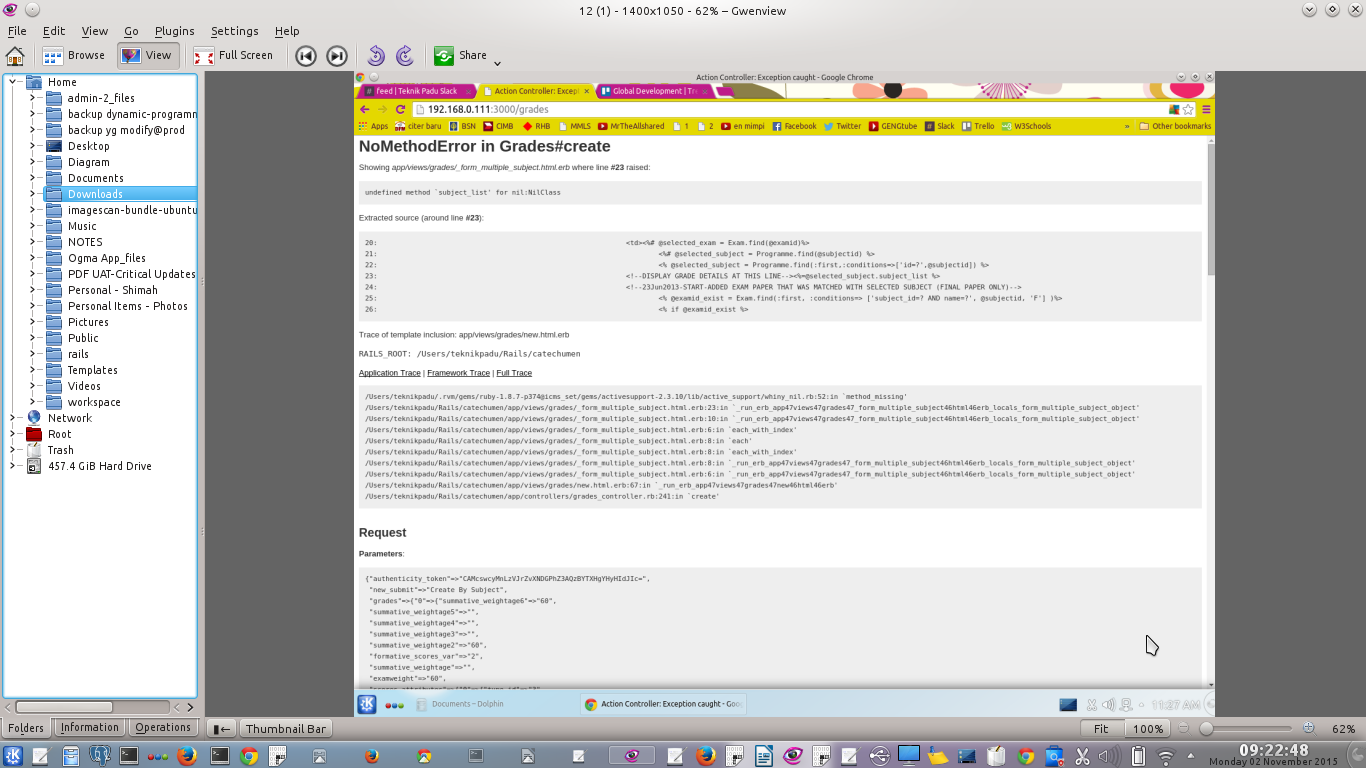 12 (1) - 1400x1050 - 62% – Gwenview
File Edit View Go Plugins Settings Help
Browse View Full Screen Share
Home
admin-2_files
backup dynamic-programn
backup yg modify@prod
Desktop
Diagram
Documents
Downloads
imagescan-bundle-ubuntu
Music
NOTES
Ogma App_files
PDF UAT-Critical Updates
Personal - Shimah
Personal Items - Photos
Pictures
Public
rails
Templates
Videos
workspace
Network
Root
Trash
457.4 GiB Hard Drive
Action Controller: Exception caught - Google Chrome
feed | Teknik Padu Slack Action Controller: Excep Global Development | Tr
192.168.0.111:3000/grades
Apps citer baru BSN CIMB RHB MMLS MrTheAllshared 1 2 en mimpi Facebook Twitter GENGtube Slack Trello W3Schools » Other bookmarks
NoMethodError in Grades#create
Showing app/views/grades/_form_multiple_subject.html.erb where line #23 raised:
undefined method `subject_list' for nil:NilClass
Extracted source (around line #23):
20: <td><%# @selected_exam = Exam.find(@examid)%>
21: <%# @selected_subject = Programme.find(@subjectid) %>
22: <% @selected_subject = Programme.find(:first,:conditions=>['id=?',@subjectid]) %>
23: <!--DISPLAY GRADE DETAILS AT THIS LINE--><%=@selected_subject.subject_list %>
24: <!--23Jun2013-START-ADDED EXAM PAPER THAT WAS MATCHED WITH SELECTED SUBJECT (FINAL PAPER ONLY)-->
25: <% @examid_exist = Exam.find(:first, :conditions=> ['subject_id=? AND name=?', @subjectid, 'F'] )%>
26: <% if @examid_exist %>
Trace of template inclusion: app/views/grades/new.html.erb
RAILS_ROOT: /Users/teknikpadu/Rails/catechumen
Application Trace | Framework Trace | Full Trace
/Users/teknikpadu/.rvm/gems/ruby-1.8.7-p374@icms_set/gems/activesupport-2.3.10/lib/active_support/whiny_nil.rb:52:in `method_missing'
/Users/teknikpadu/Rails/catechumen/app/views/grades/_form_multiple_subject.html.erb:23:in `_run_erb_app47views47grades47_form_multiple_subject46html46erb_locals_form_multiple_subject_object'
/Users/teknikpadu/Rails/catechumen/app/views/grades/_form_multiple_subject.html.erb:10:in `_run_erb_app47views47grades47_form_multiple_subject46html46erb_locals_form_multiple_subject_object'
/Users/teknikpadu/Rails/catechumen/app/views/grades/_form_multiple_subject.html.erb:6:in `each_with_index'
/Users/teknikpadu/Rails/catechumen/app/views/grades/_form_multiple_subject.html.erb:8:in `each'
/Users/teknikpadu/Rails/catechumen/app/views/grades/_form_multiple_subject.html.erb:8:in `each_with_index'
/Users/teknikpadu/Rails/catechumen/app/views/grades/_form_multiple_subject.html.erb:8:in `_run_erb_app47views47grades47_form_multiple_subject46html46erb_locals_form_multiple_subject_object'
/Users/teknikpadu/Rails/catechumen/app/views/grades/_form_multiple_subject.html.erb:6:in `_run_erb_app47views47grades47_form_multiple_subject46html46erb_locals_form_multiple_subject_object'
/Users/teknikpadu/Rails/catechumen/app/views/grades/new.html.erb:67:in `_run_erb_app47views47grades47new46html46erb'
/Users/teknikpadu/Rails/catechumen/app/controllers/grades_controller.rb:241:in `create'
Request
Parameters:
{"authenticity_token"=>"CAMcswcyMnLzVJrZvXNDGPhZ3AQzBYTXHgYHyHIdJIc=",
"new_submit"=>"Create By Subject",
"grades"=>{"0"=>{"summative_weightage6"=>"60",
"summative_weightage5"=>"",
"summative_weightage4"=>"",
"summative_weightage3"=>"",
"summative_weightage2"=>"60",
"formative_scores_var"=>"2",
"summative_weightage"=>"",
"examweight"=>"60",
Documents – Dolphin Action Controller: Exception caught - Goo 11:27 AM
Folders Information Operations Thumbnail Bar Fit 100% 62%
09:22:48
Monday 02 November 2015